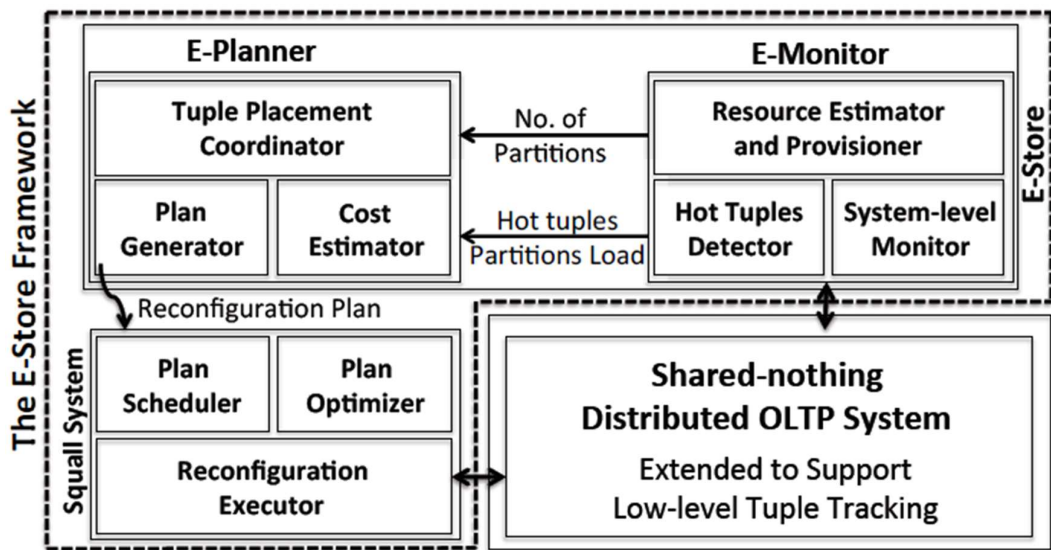 The E-Store Framework
E-Planner
Tuple Placement
Coordinator
Plan
Generator
Cost
Estimator
No. of
Partitions
Hot tuples
Partitions Load
E-Monitor
Resource Estimator
and Provisioner
Hot Tuples
Detector
System-level
Monitor
E-Store
Reconfiguration Plan
Squall System
Plan
Scheduler
Plan
Optimizer
Reconfiguration
Executor
Shared-nothing
Distributed OLTP System
Extended to Support
Low-level Tuple Tracking